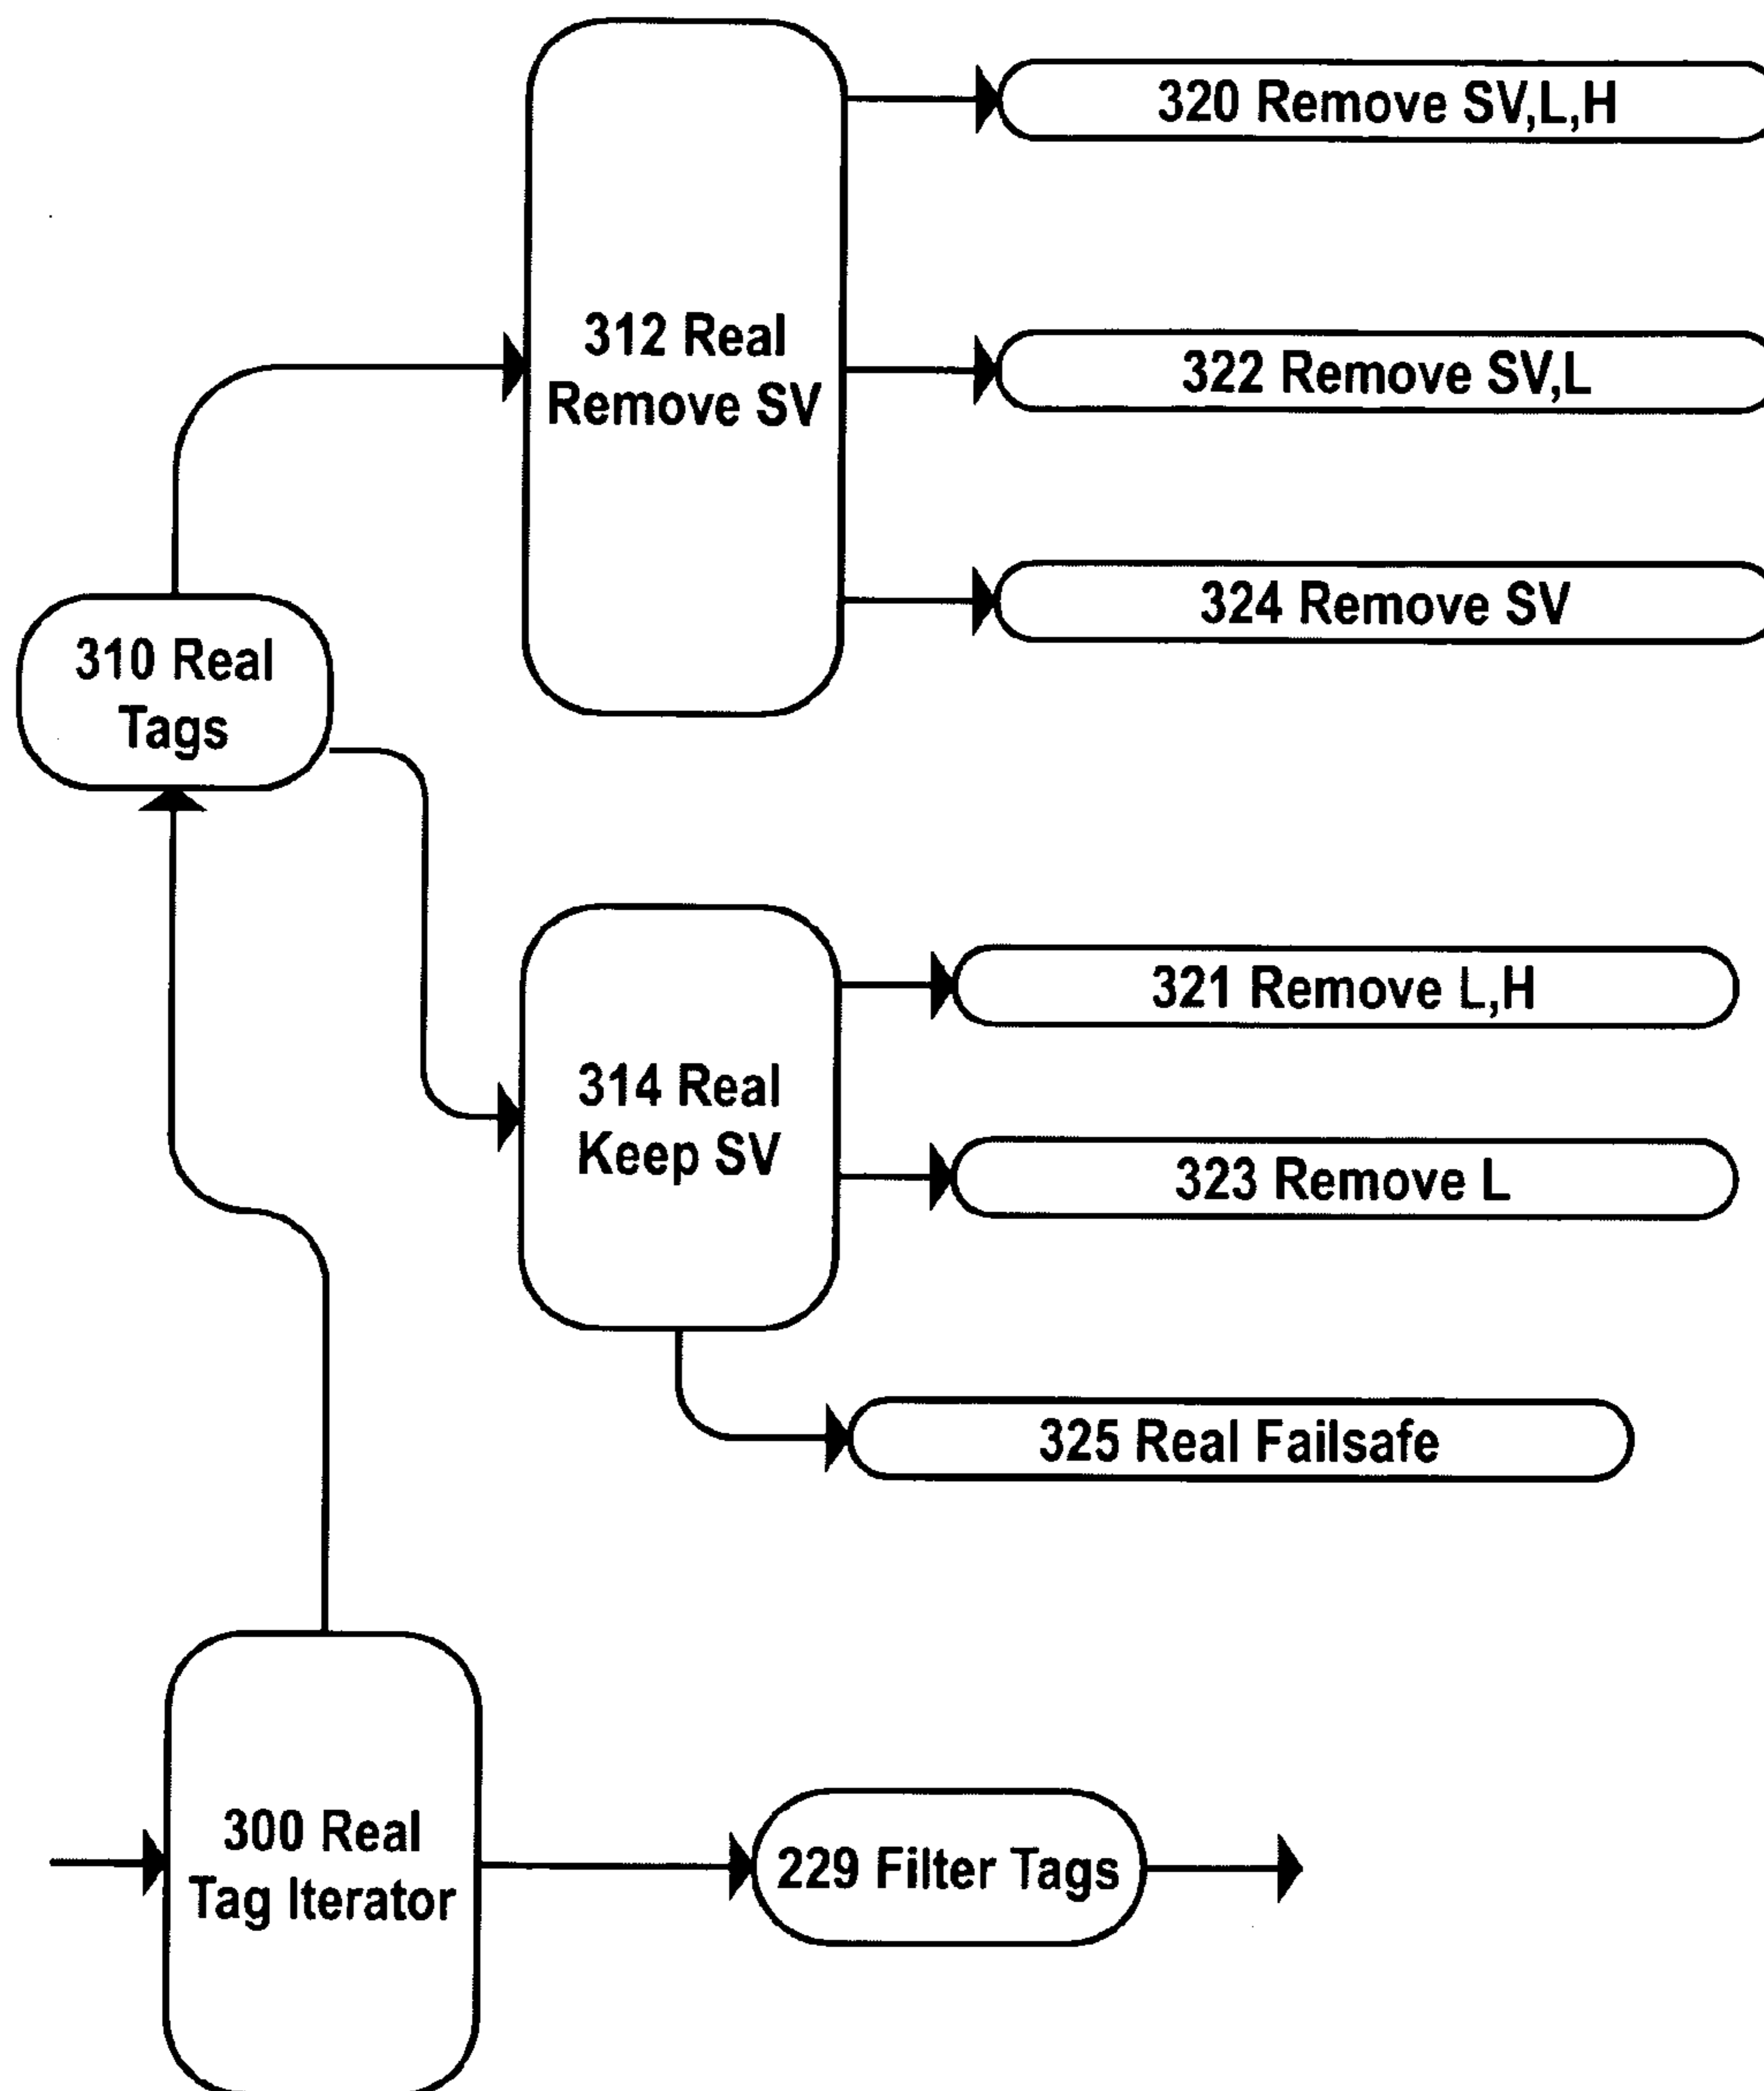 320 Remove SV,L,H
312 Real
Remove SV
322 Remove SV,L
324 Remove SV
310 Real
Tags
321 Remove L,H
314 Real
Keep SV
323 Remove L
325 Real Failsafe
300 Real
Tag Iterator
229 Filter Tags